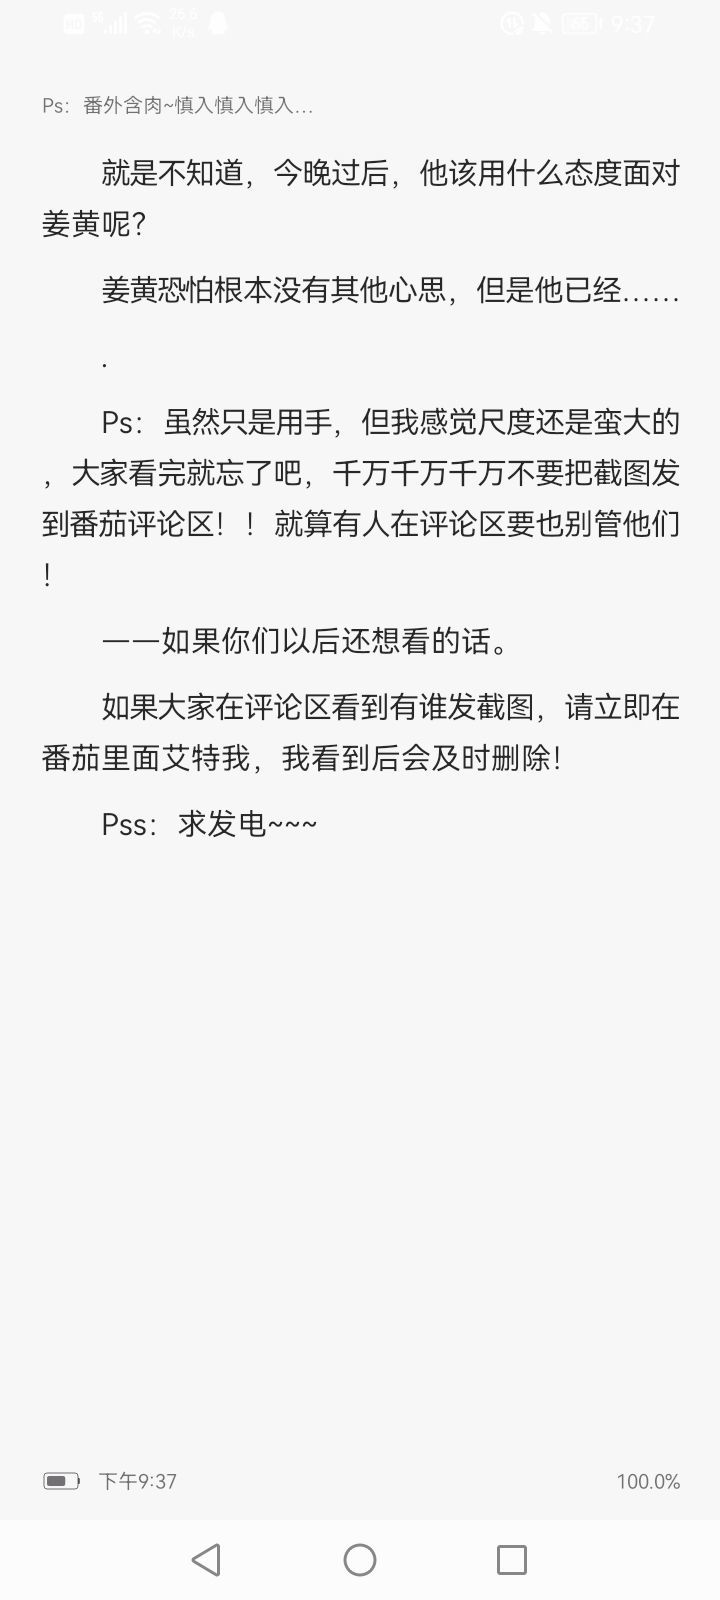 HD 5G 26.6 K/s 65 9:37
Ps：番外含肉~慎入慎入慎入...
就是不知道，今晚过后，他该用什么态度面对
姜黄呢？
姜黄恐怕根本没有其他心思，但是他已经……
.
Ps：虽然只是用手，但我感觉尺度还是蛮大的
，大家看完就忘了吧，千万千万千万不要把截图发
到番茄评论区！！就算有人在评论区要也别管他们
！
——如果你们以后还想看的话。
如果大家在评论区看到有谁发截图，请立即在
番茄里面艾特我，我看到后会及时删除！
Pss：求发电~~~
下午9:37 100.0%